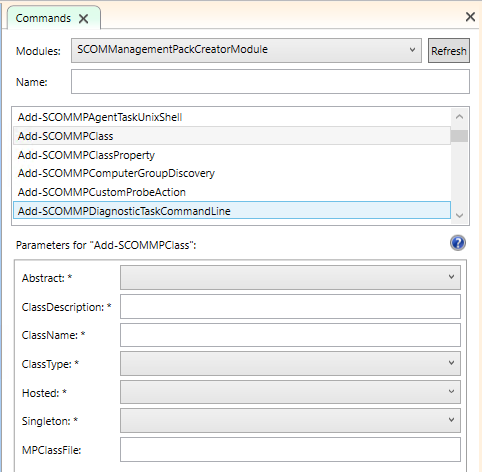 Commands
Modules: SCOMManagementPackCreatorModule Refresh
Name:
Add-SCOMMPAgentTaskUnixShell
Add-SCOMMPClass
Add-SCOMMPClassProperty
Add-SCOMMPComputerGroupDiscovery
Add-SCOMMPCustomProbeAction
Add-SCOMMPDiagnosticTaskCommandLine
Parameters for "Add-SCOMMPClass": ?
Abstract: *
ClassDescription: *
ClassName: *
ClassType: *
Hosted: *
Singleton: *
MPClassFile: